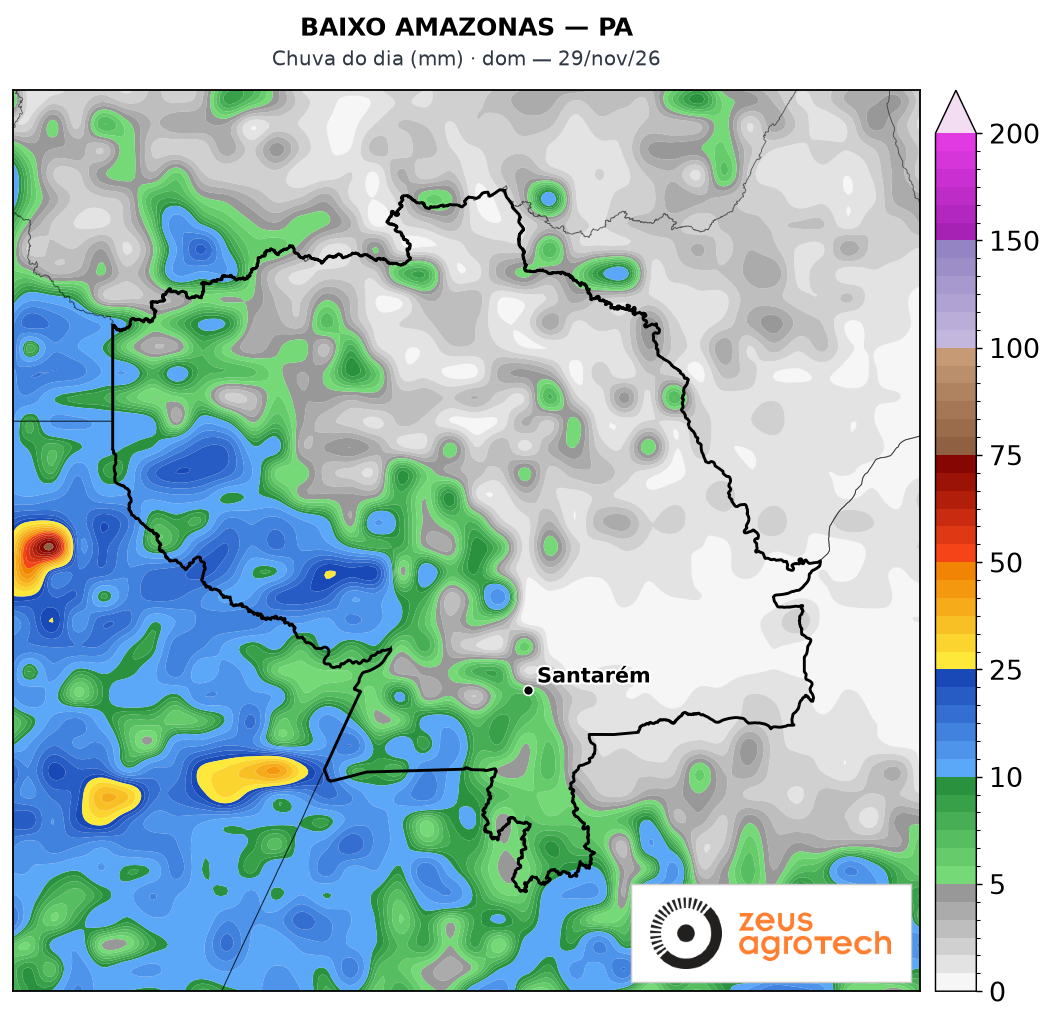 BAIXO AMAZONAS — PA
Chuva do dia (mm) · dom — 29/nov/26
200
150
100
75
50
25
10
5
0
Santarém
zeus
agrotech